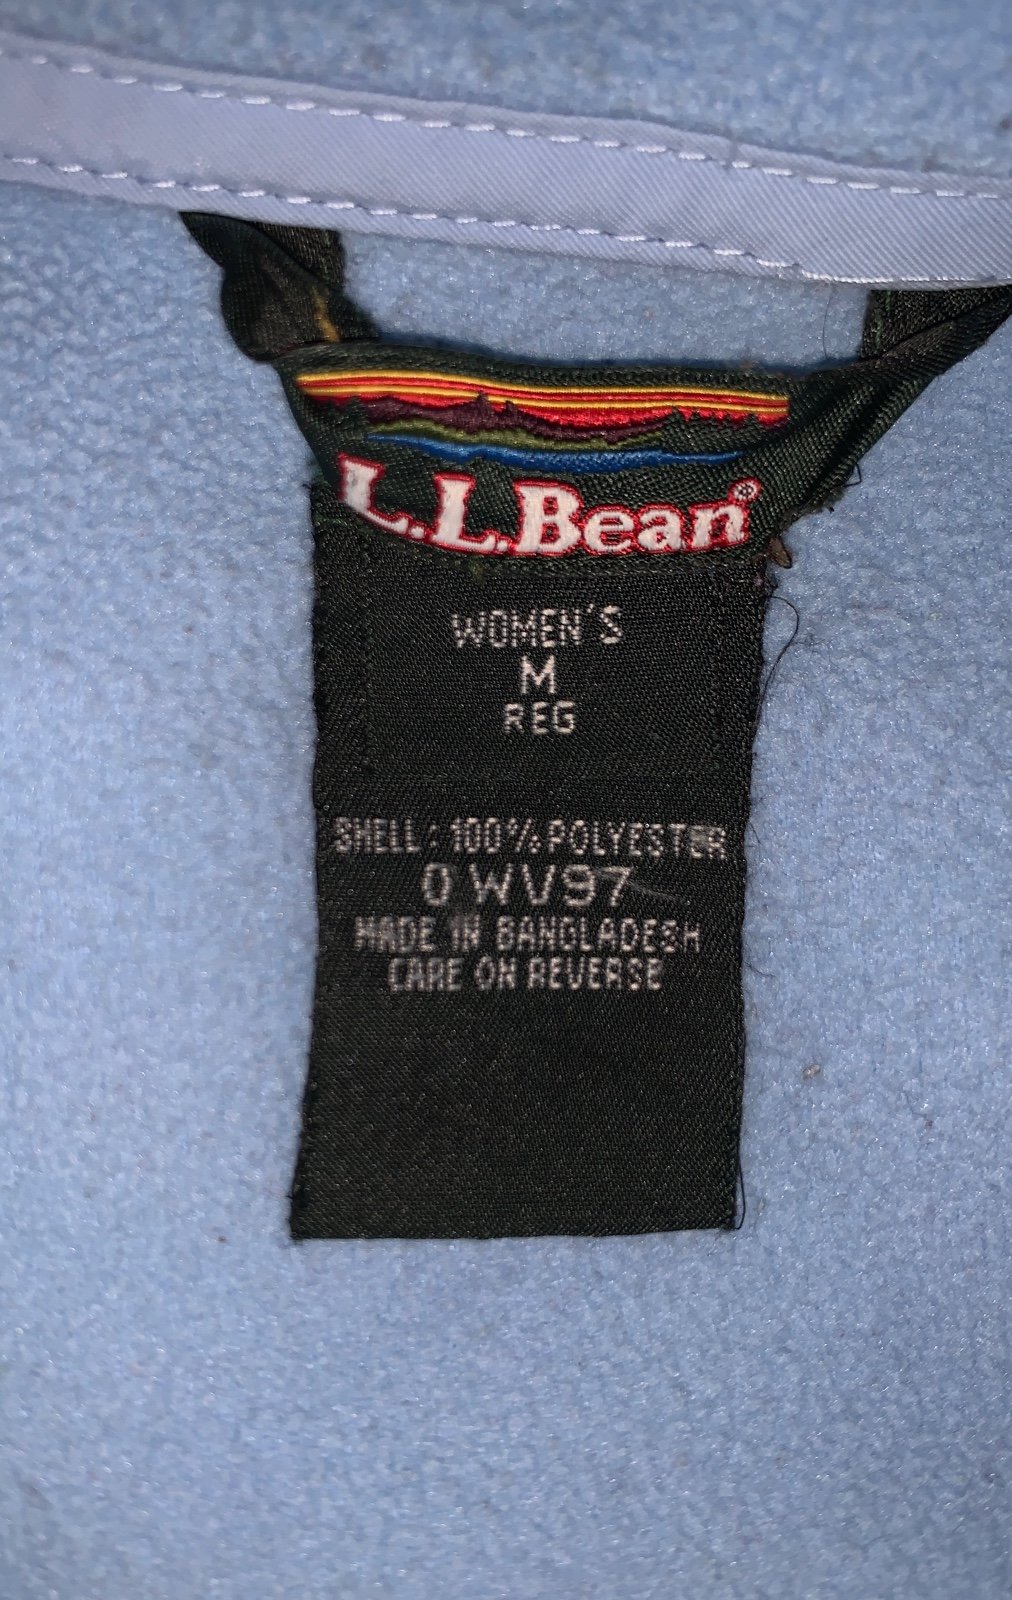 L.L.Bean®
WOMEN'S
M
REG
SHELL : 100% POLYESTER
0 WV97
MADE IN BANGLADESH
CARE ON REVERSE